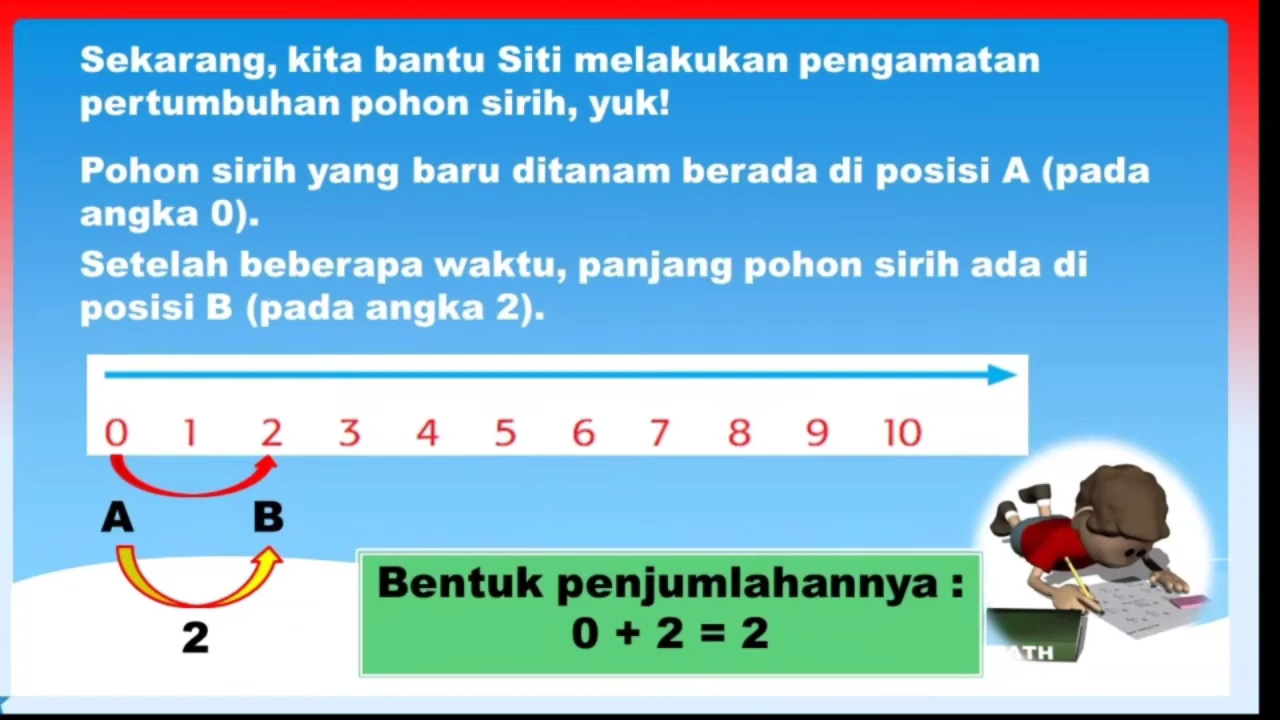 Sekarang, kita bantu Siti melakukan pengamatan
pertumbuhan pohon sirih, yuk!
Pohon sirih yang baru ditanam berada di posisi A (pada
angka 0).
Setelah beberapa waktu, panjang pohon sirih ada di
posisi B (pada angka 2).
0 1 2 3 4 5 6 7 8 9 10
A B
2
Bentuk penjumlahannya :
0 + 2 = 2
ATH